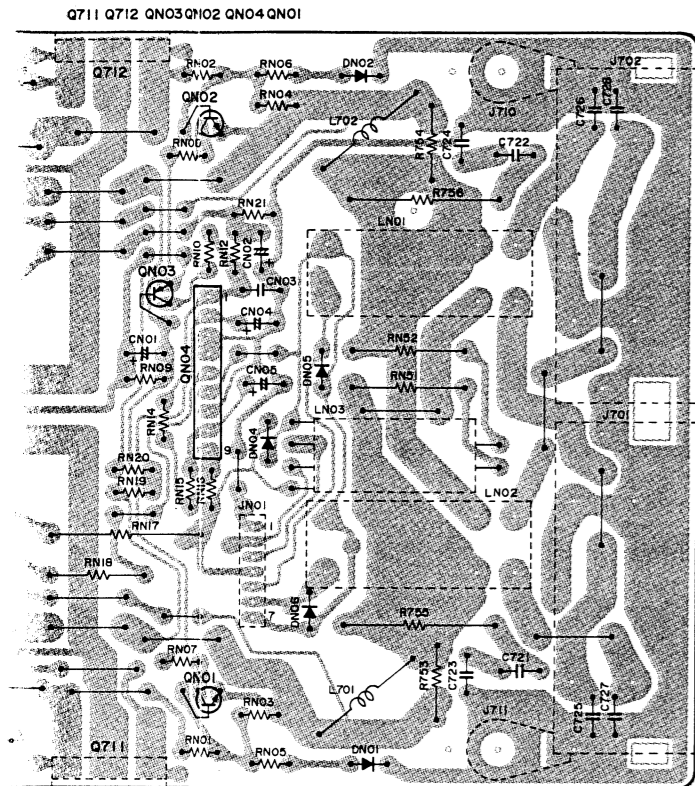 Q711 Q712 QN03 QN02 QN04 QN01
J702
RN02 RN06 DN02
Q712
QN02 RN04
C726 C728
J710
L702
R754 C724 C722
RN00
R756
RN21
LN01
RN10 RN12 CN02 +
QN03
CN03
1
CN04 +
CN01 +
RN52
QN04
RN09
DN05
CN05 +
RN51
LN03
J701
RN14
DN04
9
RN20
RN19
RN15 RN13
LN02
JN01
RN17
1
RN18
7
DN06
R755
RN07
C721
R753 C723
QN01
L701
RN03
C725 C727
J711
Q711
RN01
RN05 DN01